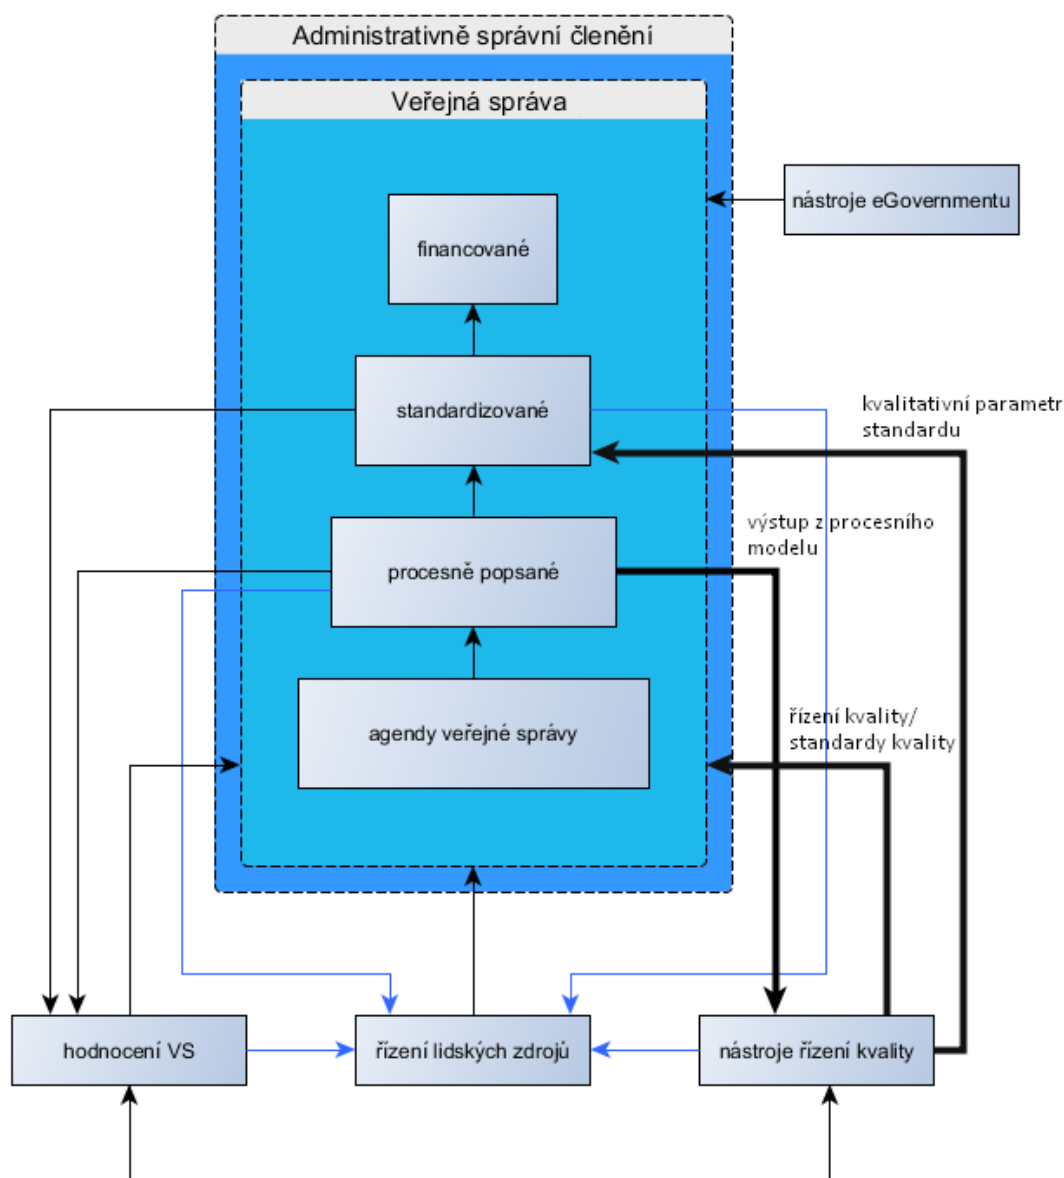 Administrativně správní členění
Veřejná správa
nástroje eGovernmentu
financované
standardizované
kvalitativní parametr
standardu
výstup z procesního
modelu
procesně popsané
agendy veřejné správy
řízení kvality/
standardy kvality
hodnocení VS
řízení lidských zdrojů
nástroje řízení kvality